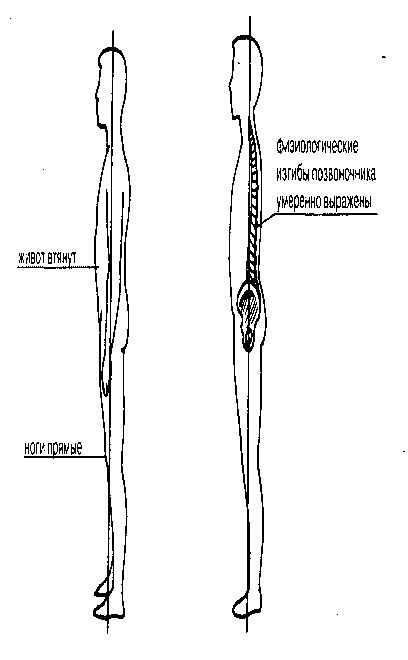 физиологические
изгибы позвоночника
умеренно выражены
живот втянут
ноги прямые